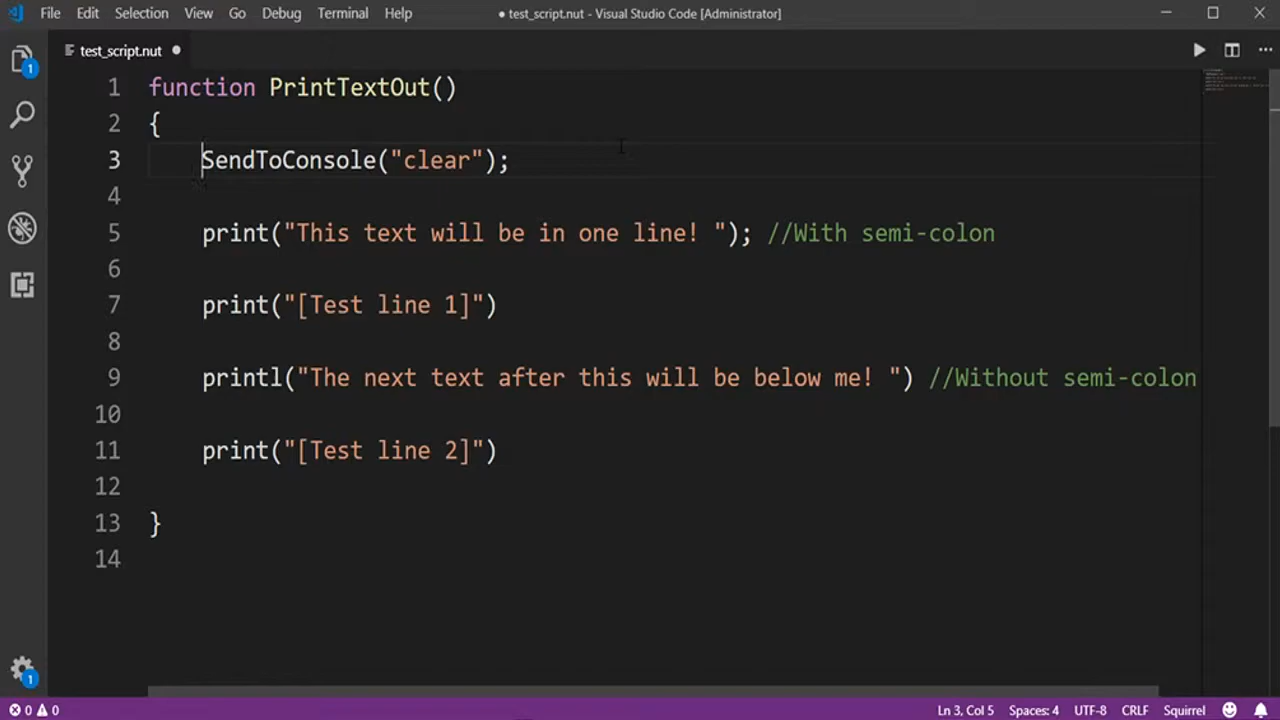 File Edit Selection View Go Debug Terminal Help ● test_script.nut - Visual Studio Code [Administrator]
test_script.nut ●
1 function PrintTextOut()
2 {
3 SendToConsole("clear");
4
5 print("This text will be in one line! "); //With semi-colon
6
7 print("[Test line 1]")
8
9 printl("The next text after this will be below me! ") //Without semi-colon
10
11 print("[Test line 2]")
12
13 }
14
1
1
0 0 Ln 3, Col 5 Spaces: 4 UTF-8 CRLF Squirrel